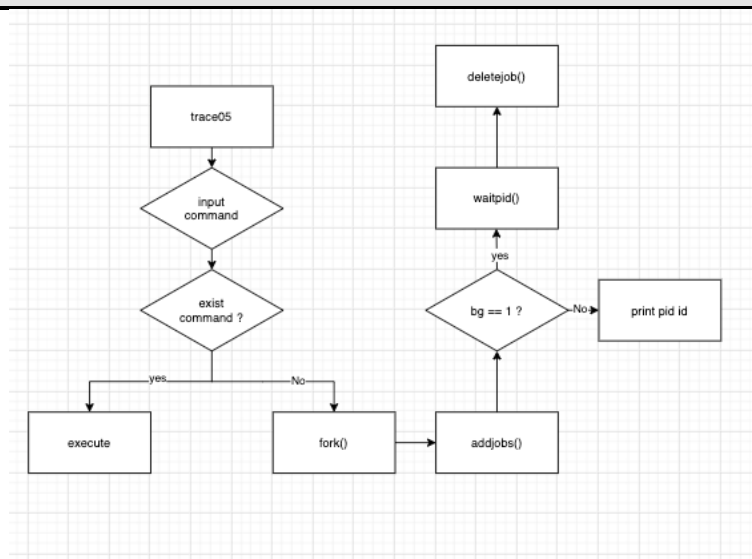 trace05
input
command
exist
command ?
yes
No
execute
fork()
addjobs()
bg == 1 ?
yes
No
waitpid()
deletejob()
print pid id